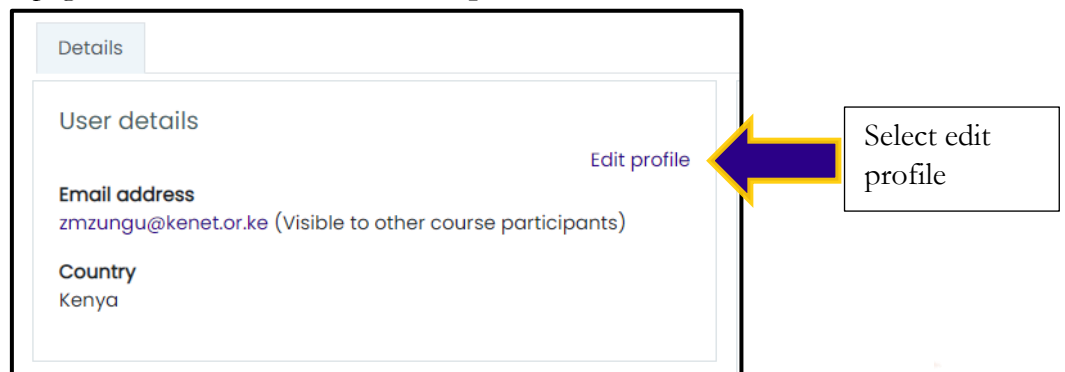 Details
User details
Edit profile
Email address
zmzungu@kenet.or.ke (Visible to other course participants)
Country
Kenya
Select edit
profile